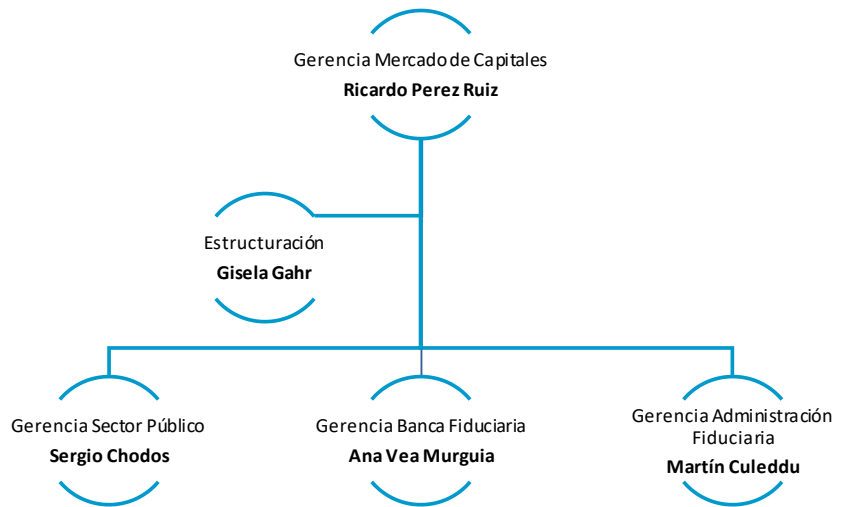 Gerencia Mercado de Capitales
Ricardo Perez Ruiz
Estructuración
Gisela Gahr
Gerencia Sector Público
Sergio Chodos
Gerencia Banca Fiduciaria
Ana Vea Murguia
Gerencia Administración
Fiduciaria
Martín Culeddu